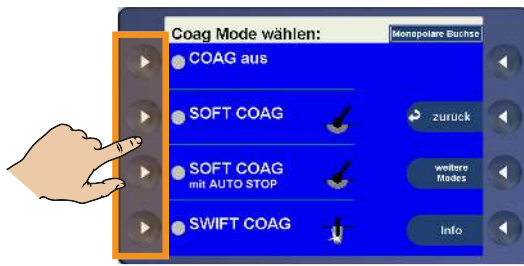 Coag Mode wählen:
Monopolare Buchse
COAG aus
SOFT COAG
zurück
SOFT COAG
mit AUTO STOP
weitere
Modes
SWIFT COAG
Info